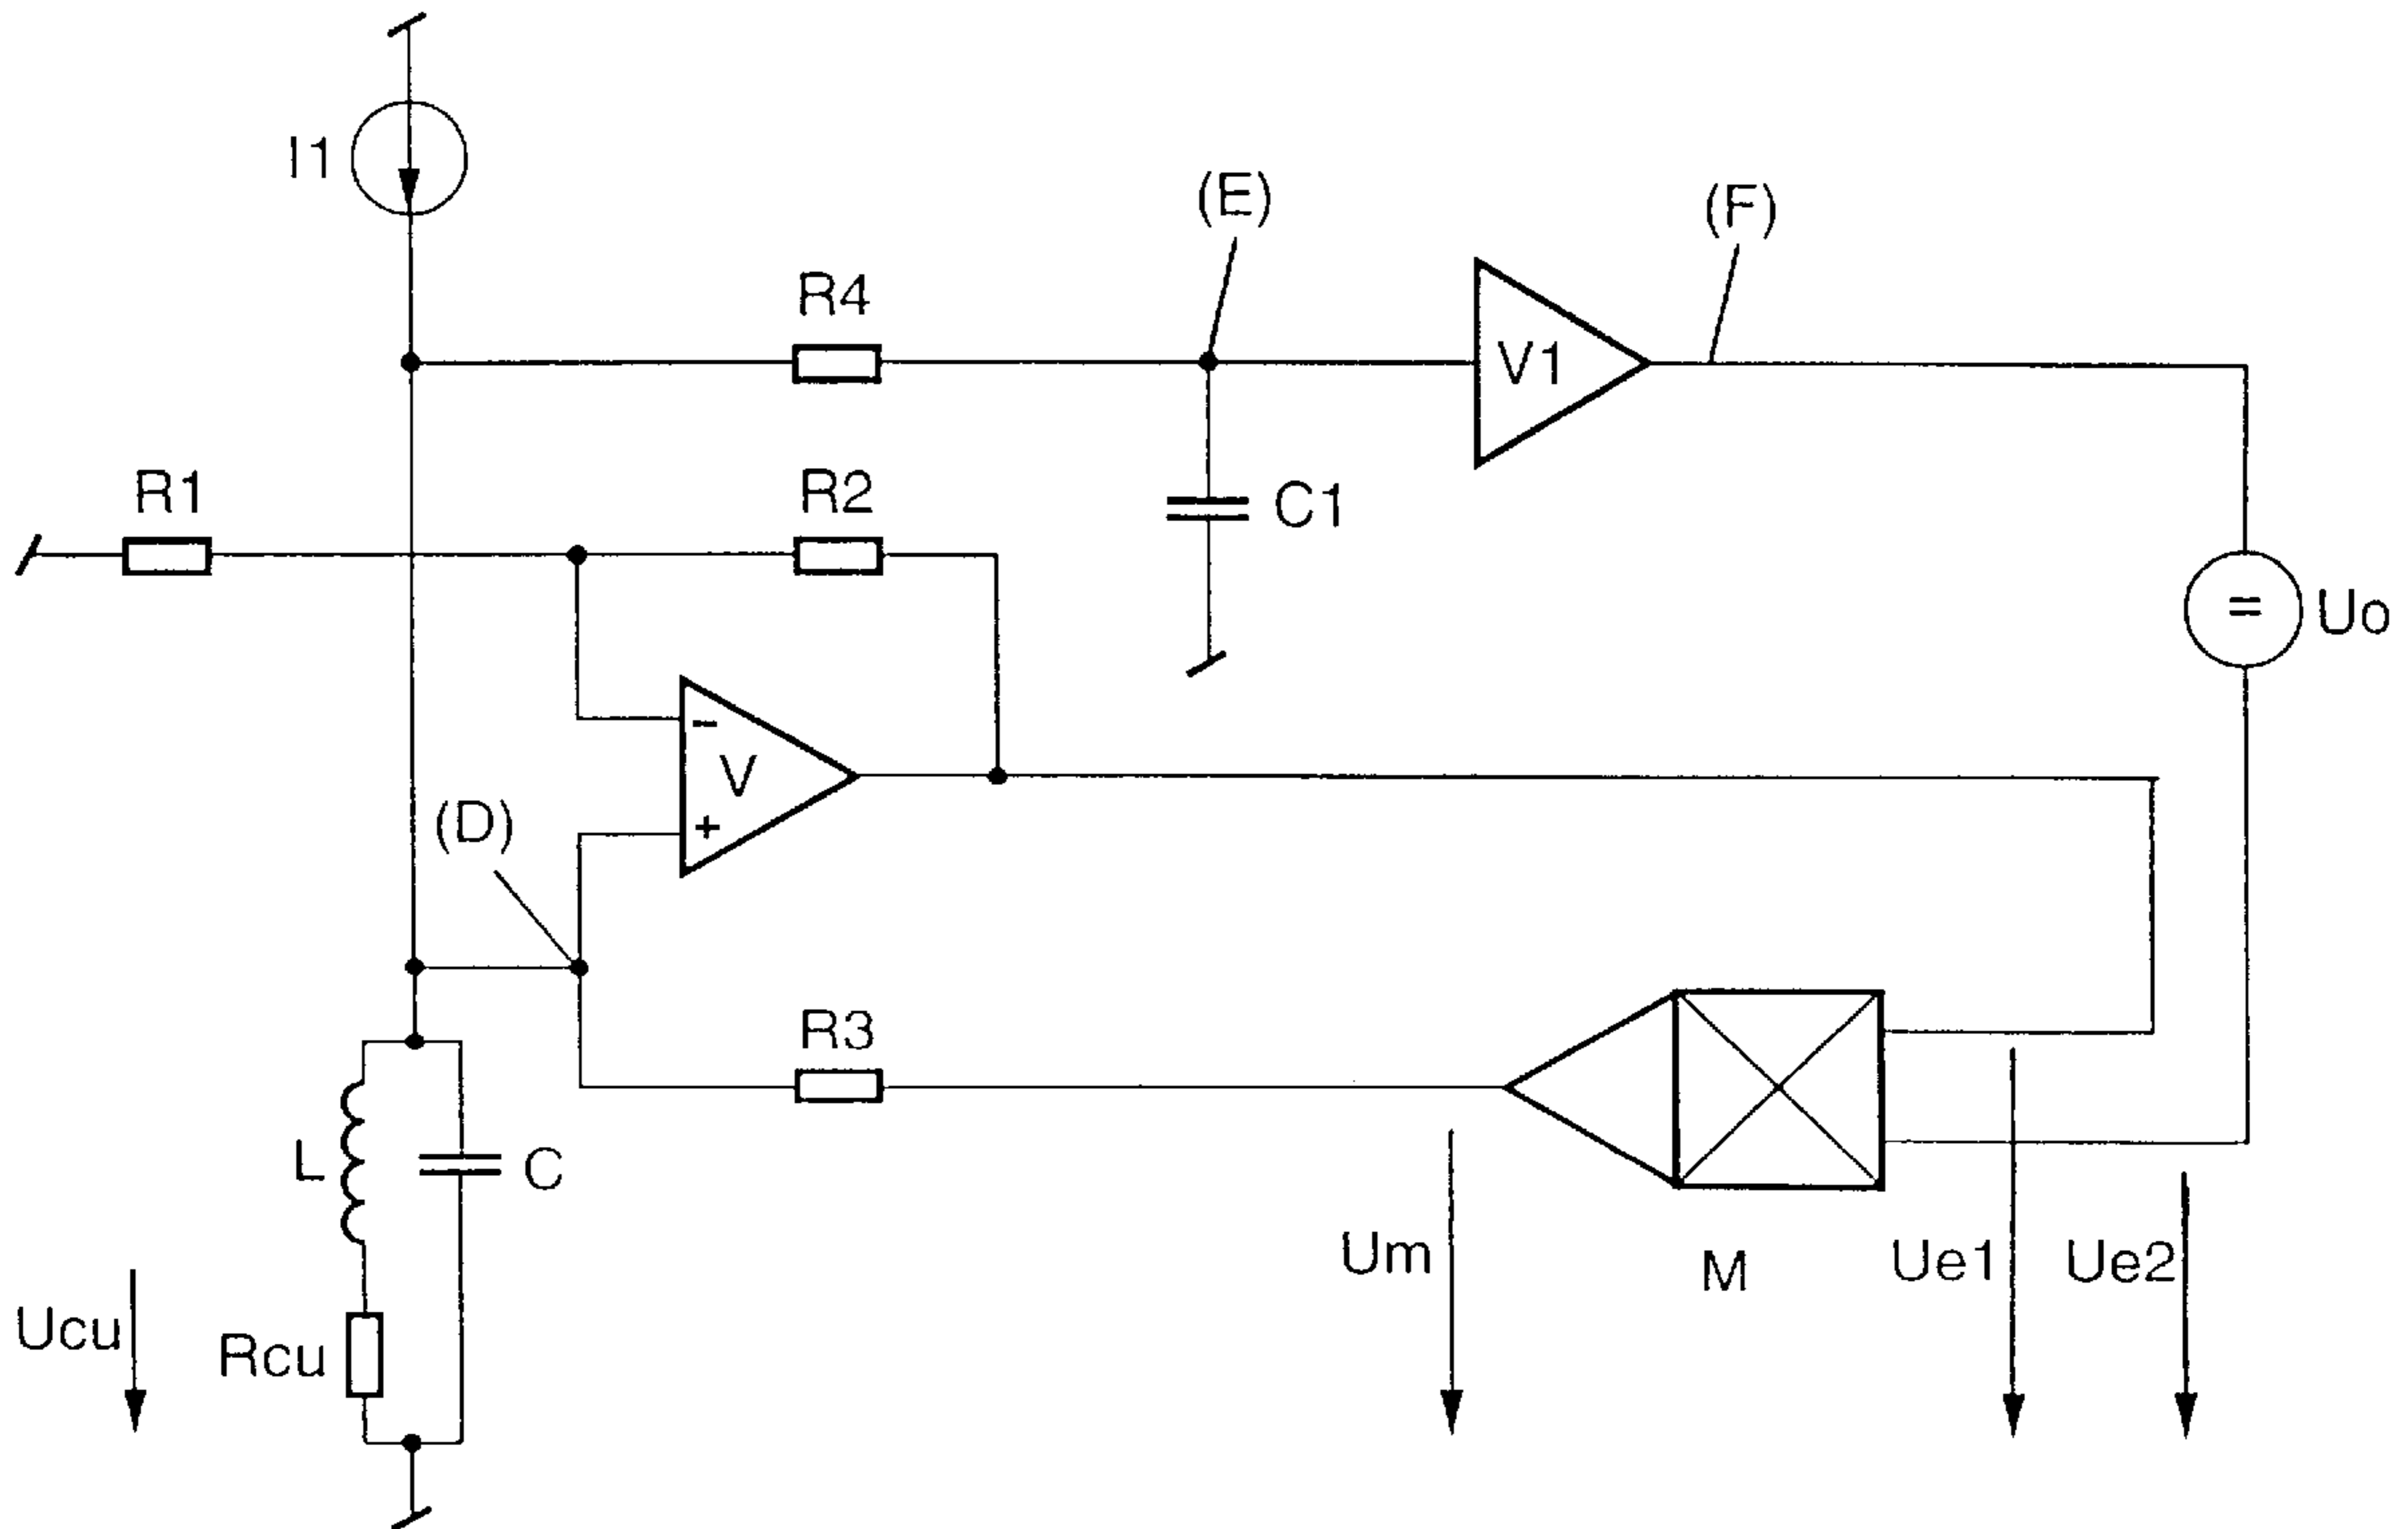 I1
(E)
(F)
R4
V1
R1
R2
C1
=
Uo
−
V
+
(D)
R3
L
C
Um
M
Ue1
Ue2
Ucu
Rcu